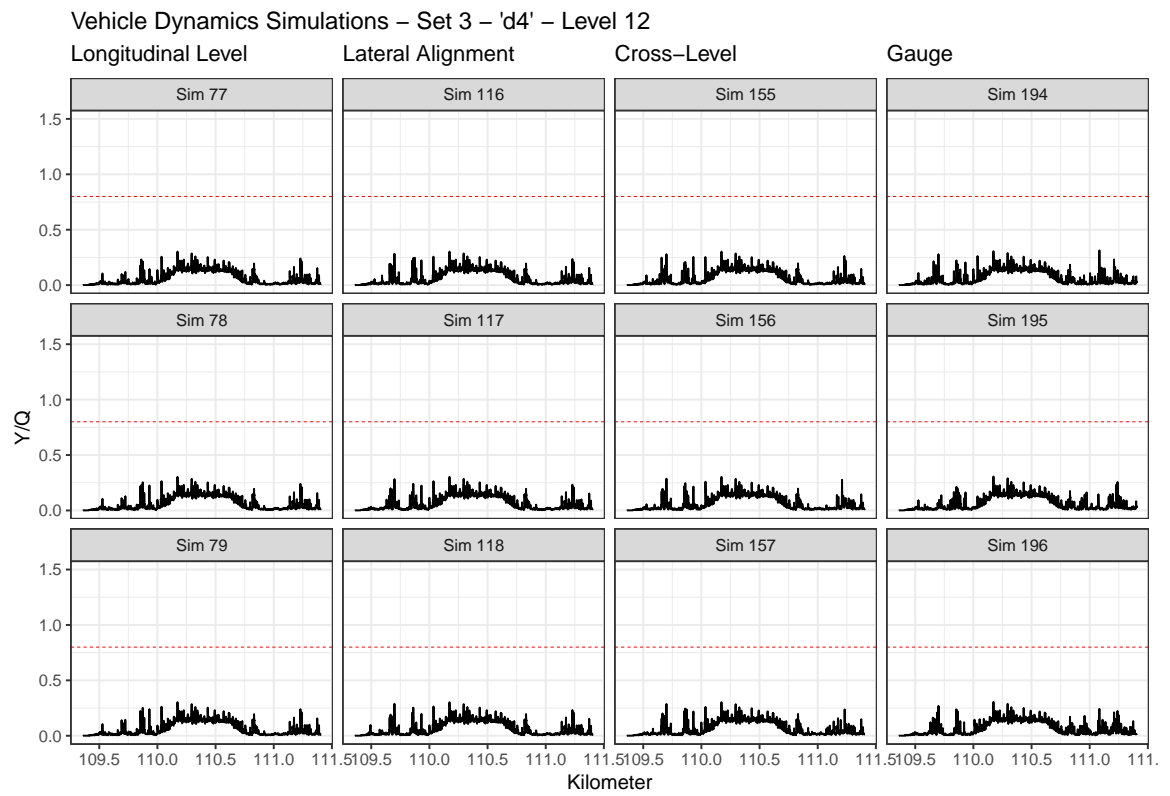 Vehicle Dynamics Simulations – Set 3 – 'd4' – Level 12
Longitudinal Level Lateral Alignment Cross–Level Gauge
Sim 77 Sim 116 Sim 155 Sim 194
1.5
1.0
0.5
0.0
Sim 78 Sim 117 Sim 156 Sim 195
1.5
1.0
0.5
0.0
Y/Q
Sim 79 Sim 118 Sim 157 Sim 196
1.5
1.0
0.5
0.0
109.5 110.0 110.5 111.0 111.5 109.5 110.0 110.5 111.0 111.5 109.5 110.0 110.5 111.0 111.5 109.5 110.0 110.5 111.0 111.
Kilometer